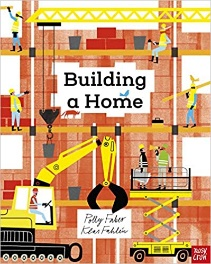 Building
a Home
Polly Faber
Klas Fahlén
nosy
crow